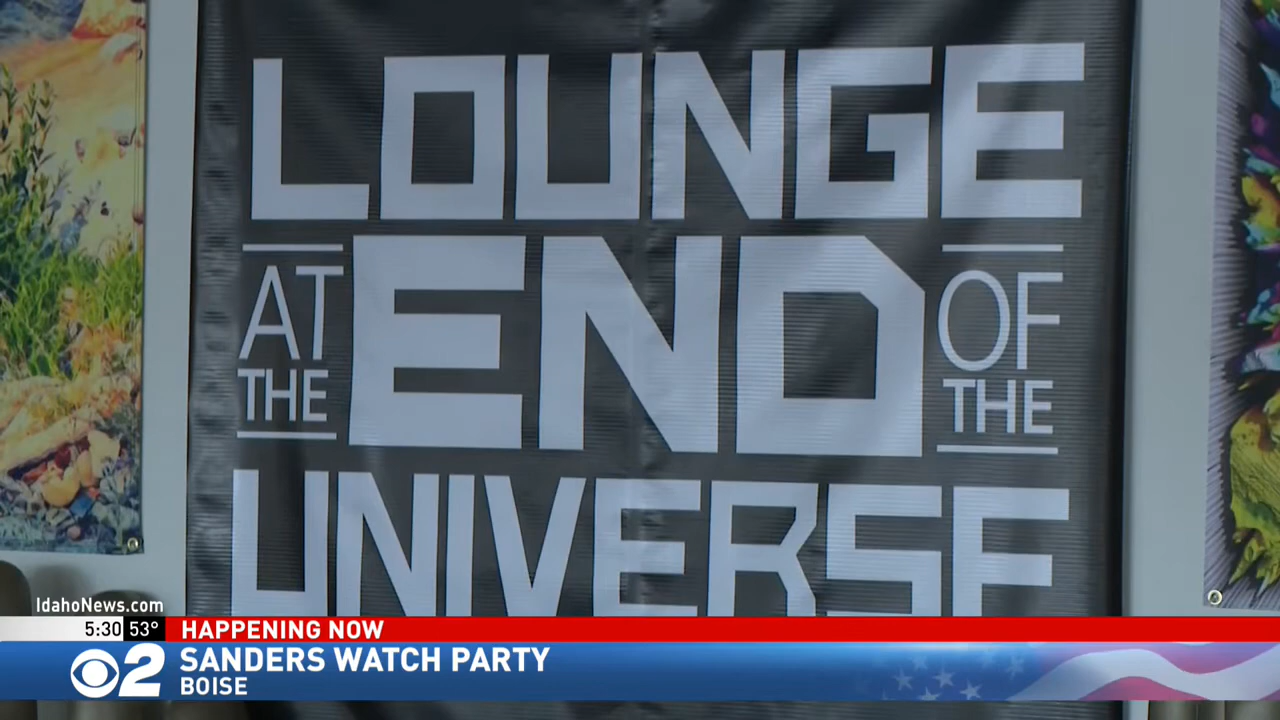 LOUNGE
AT THE
END
OF THE
UNIVERSE
IdahoNews.com
5:30 53°
HAPPENING NOW
2
SANDERS WATCH PARTY
BOISE